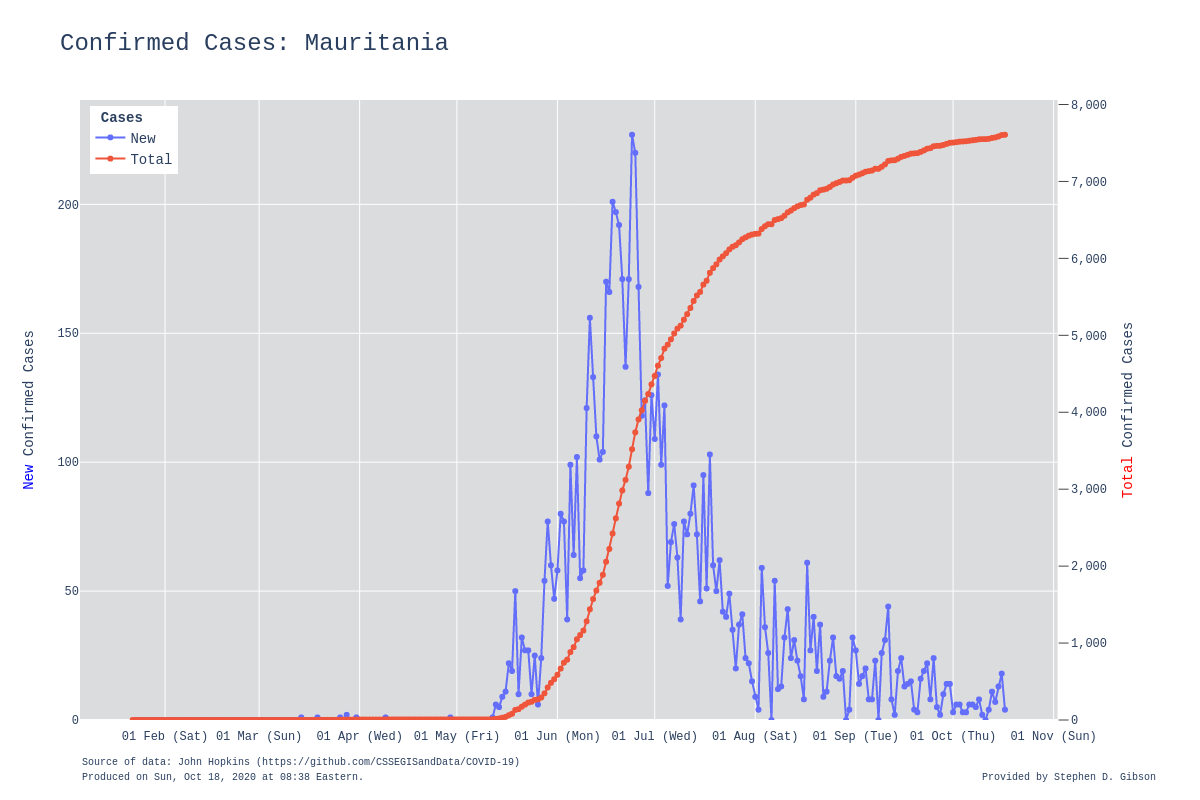 Confirmed Cases: Mauritania
Cases
New
Total
200
150
100
50
0
New Confirmed Cases
8,000
7,000
6,000
5,000
4,000
3,000
2,000
1,000
0
Total Confirmed Cases
01 Feb (Sat) 01 Mar (Sun) 01 Apr (Wed) 01 May (Fri) 01 Jun (Mon) 01 Jul (Wed) 01 Aug (Sat) 01 Sep (Tue) 01 Oct (Thu) 01 Nov (Sun)
Source of data: John Hopkins (https://github.com/CSSEGISandData/COVID-19)
Produced on Sun, Oct 18, 2020 at 08:38 Eastern.
Provided by Stephen D. Gibson